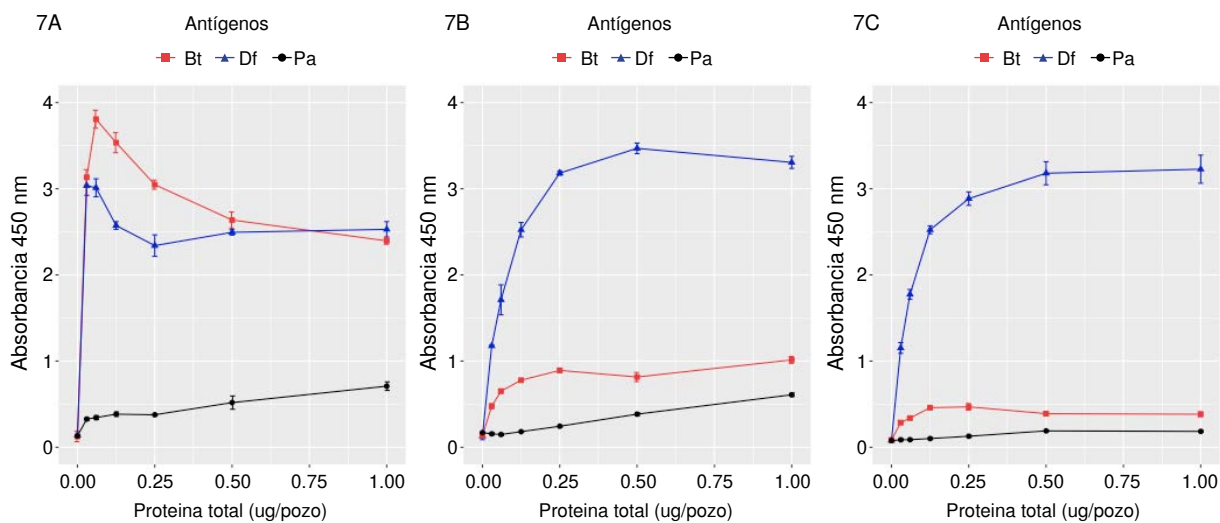 7A
Antígenos
Bt Df Pa
Absorbancia 450 nm
4
3
2
1
0
0.00 0.25 0.50 0.75 1.00
Proteina total (ug/pozo)
7B
Antígenos
Bt Df Pa
Absorbancia 450 nm
4
3
2
1
0
0.00 0.25 0.50 0.75 1.00
Proteina total (ug/pozo)
7C
Antígenos
Bt Df Pa
Absorbancia 450 nm
4
3
2
1
0
0.00 0.25 0.50 0.75 1.00
Proteina total (ug/pozo)